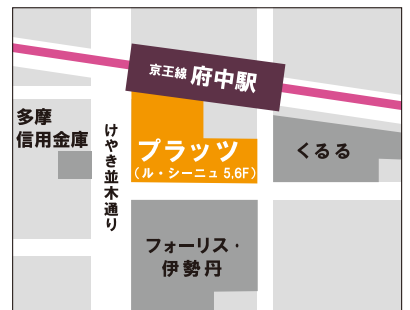 京王線 府中駅
多摩
信用金庫
けやき並木通り
プラッツ
(ル・シーニュ 5,6F)
くるる
フォーリス・
伊勢丹